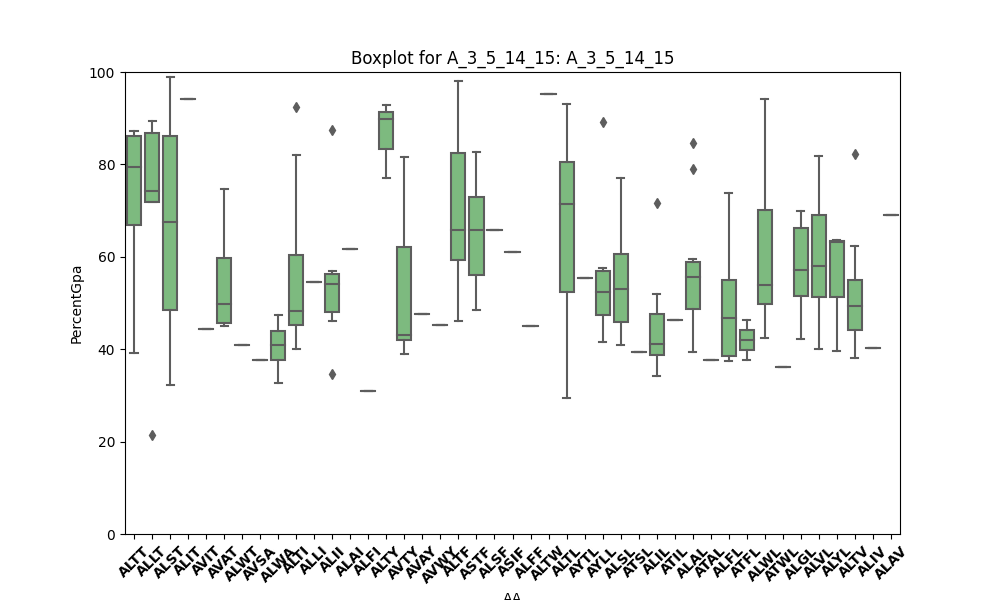 Boxplot for A_3_5_14_15: A_3_5_14_15
PercentGpa
100
80
60
40
20
0
ALTT
ALLT
ALST
ALIT
AVIT
AVAT
ALWT
AVSA
ALWA
ALTI
ALLI
ALII
ALAI
ALFI
ALTY
AVTY
AVAY
AVWY
ALTF
ASTF
ALSF
ASIF
ALFF
ALTW
ALTL
AYTL
AYLL
ALSL
ATSL
ALIL
ATIL
ALAL
ATAL
ALFL
ATFL
ALWL
ATWL
ALGL
ALVL
ALYL
ALTV
ALIV
ALAV
AA